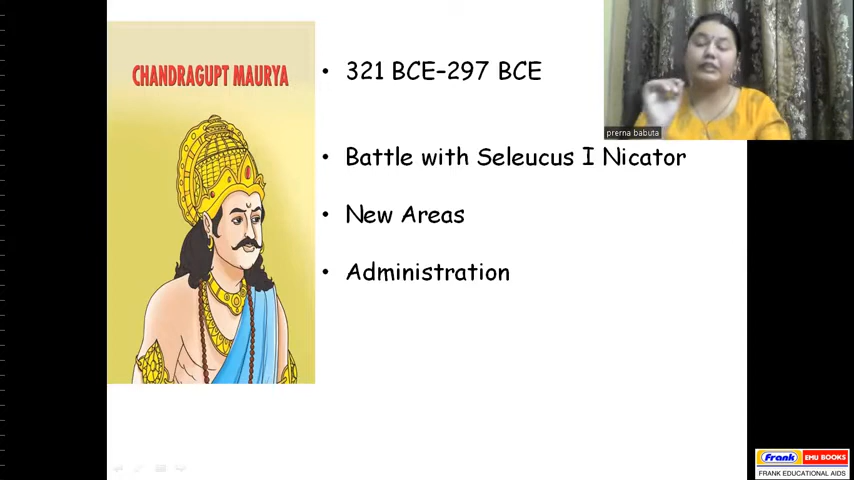 CHANDRAGUPT MAURYA
• 321 BCE–297 BCE
• Battle with Seleucus I Nicator
• New Areas
• Administration
prerna babuta
Frank EMU BOOKS
FRANK EDUCATIONAL AIDS